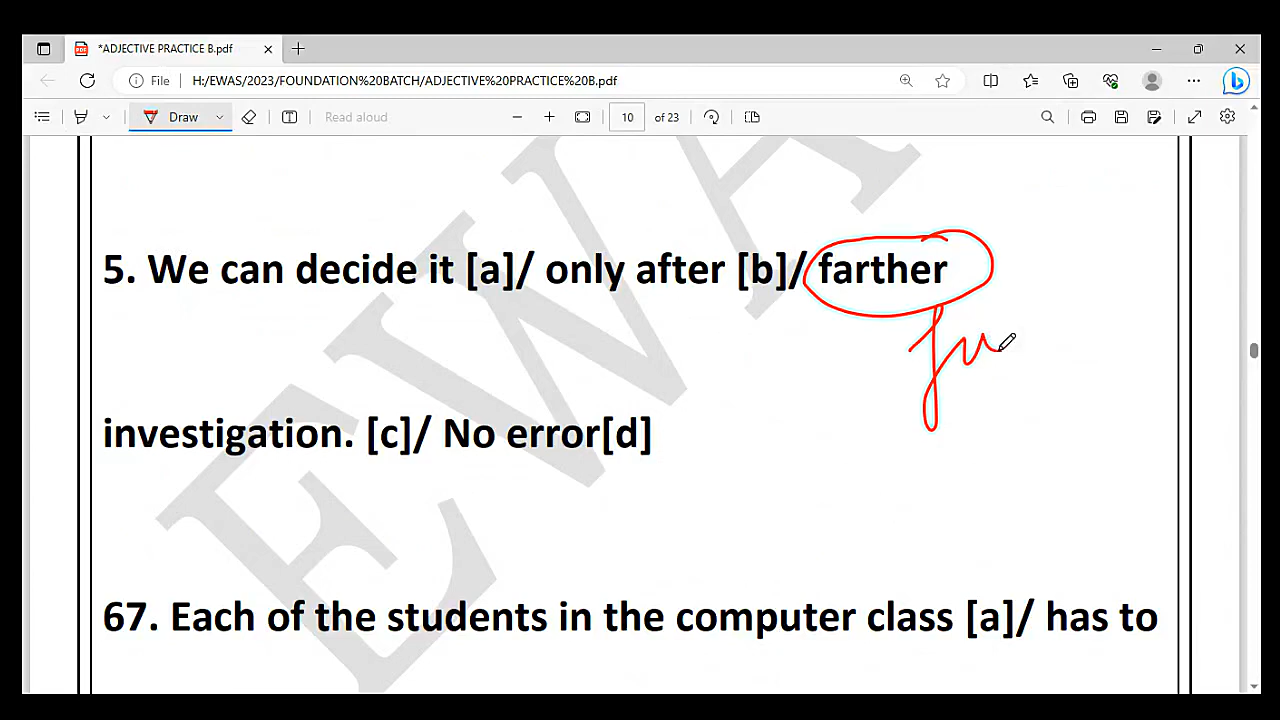 *ADJECTIVE PRACTICE B.pdf
File H:/EWAS/2023/FOUNDATION%20BATCH/ADJECTIVE%20PRACTICE%20B.pdf
Draw Read aloud 10 of 23
5. We can decide it [a]/ only after [b]/ farther
fu
investigation. [c]/ No error[d]
67. Each of the students in the computer class [a]/ has to
EWA